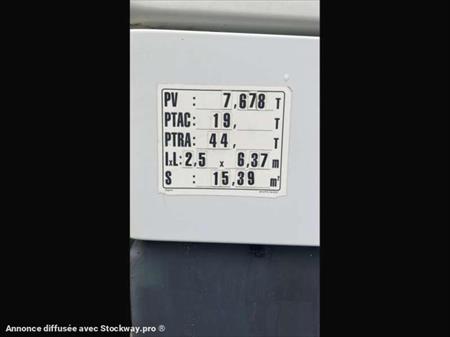 PV : 7,678 T
PTAC: 19, T
PTRA: 44, T
IxL: 2,5 x 6,37 m
S : 15,39 m²
Annonce diffusée avec Stockway.pro ®